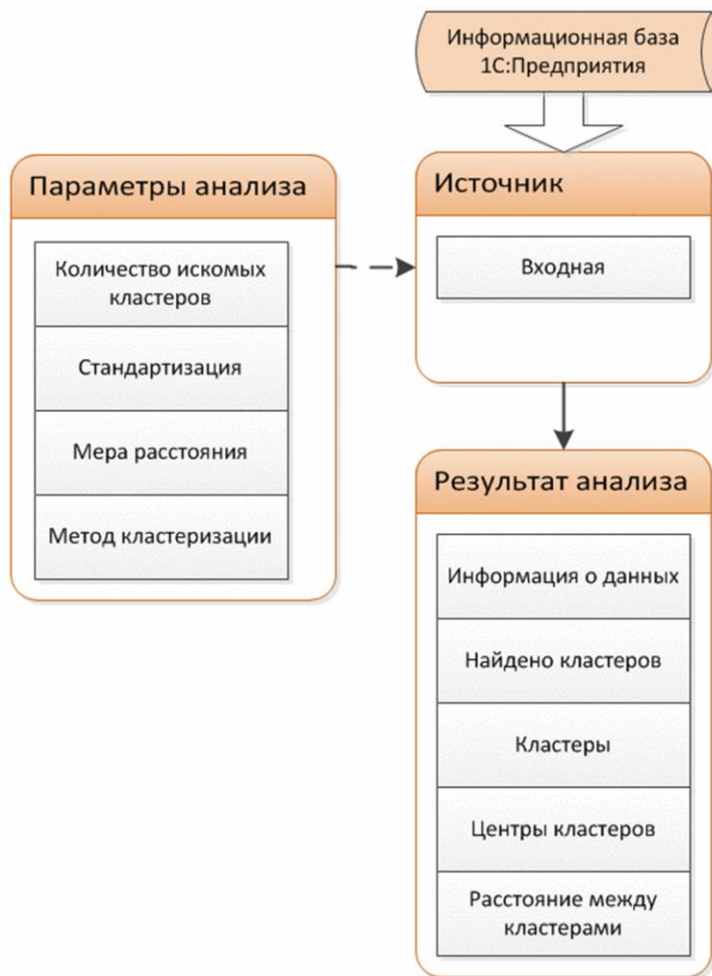 Информационная база
1С:Предприятия
Параметры анализа
Количество искомых
кластеров
Стандартизация
Мера расстояния
Метод кластеризации
Источник
Входная
Результат анализа
Информация о данных
Найдено кластеров
Кластеры
Центры кластеров
Расстояние между
кластерами